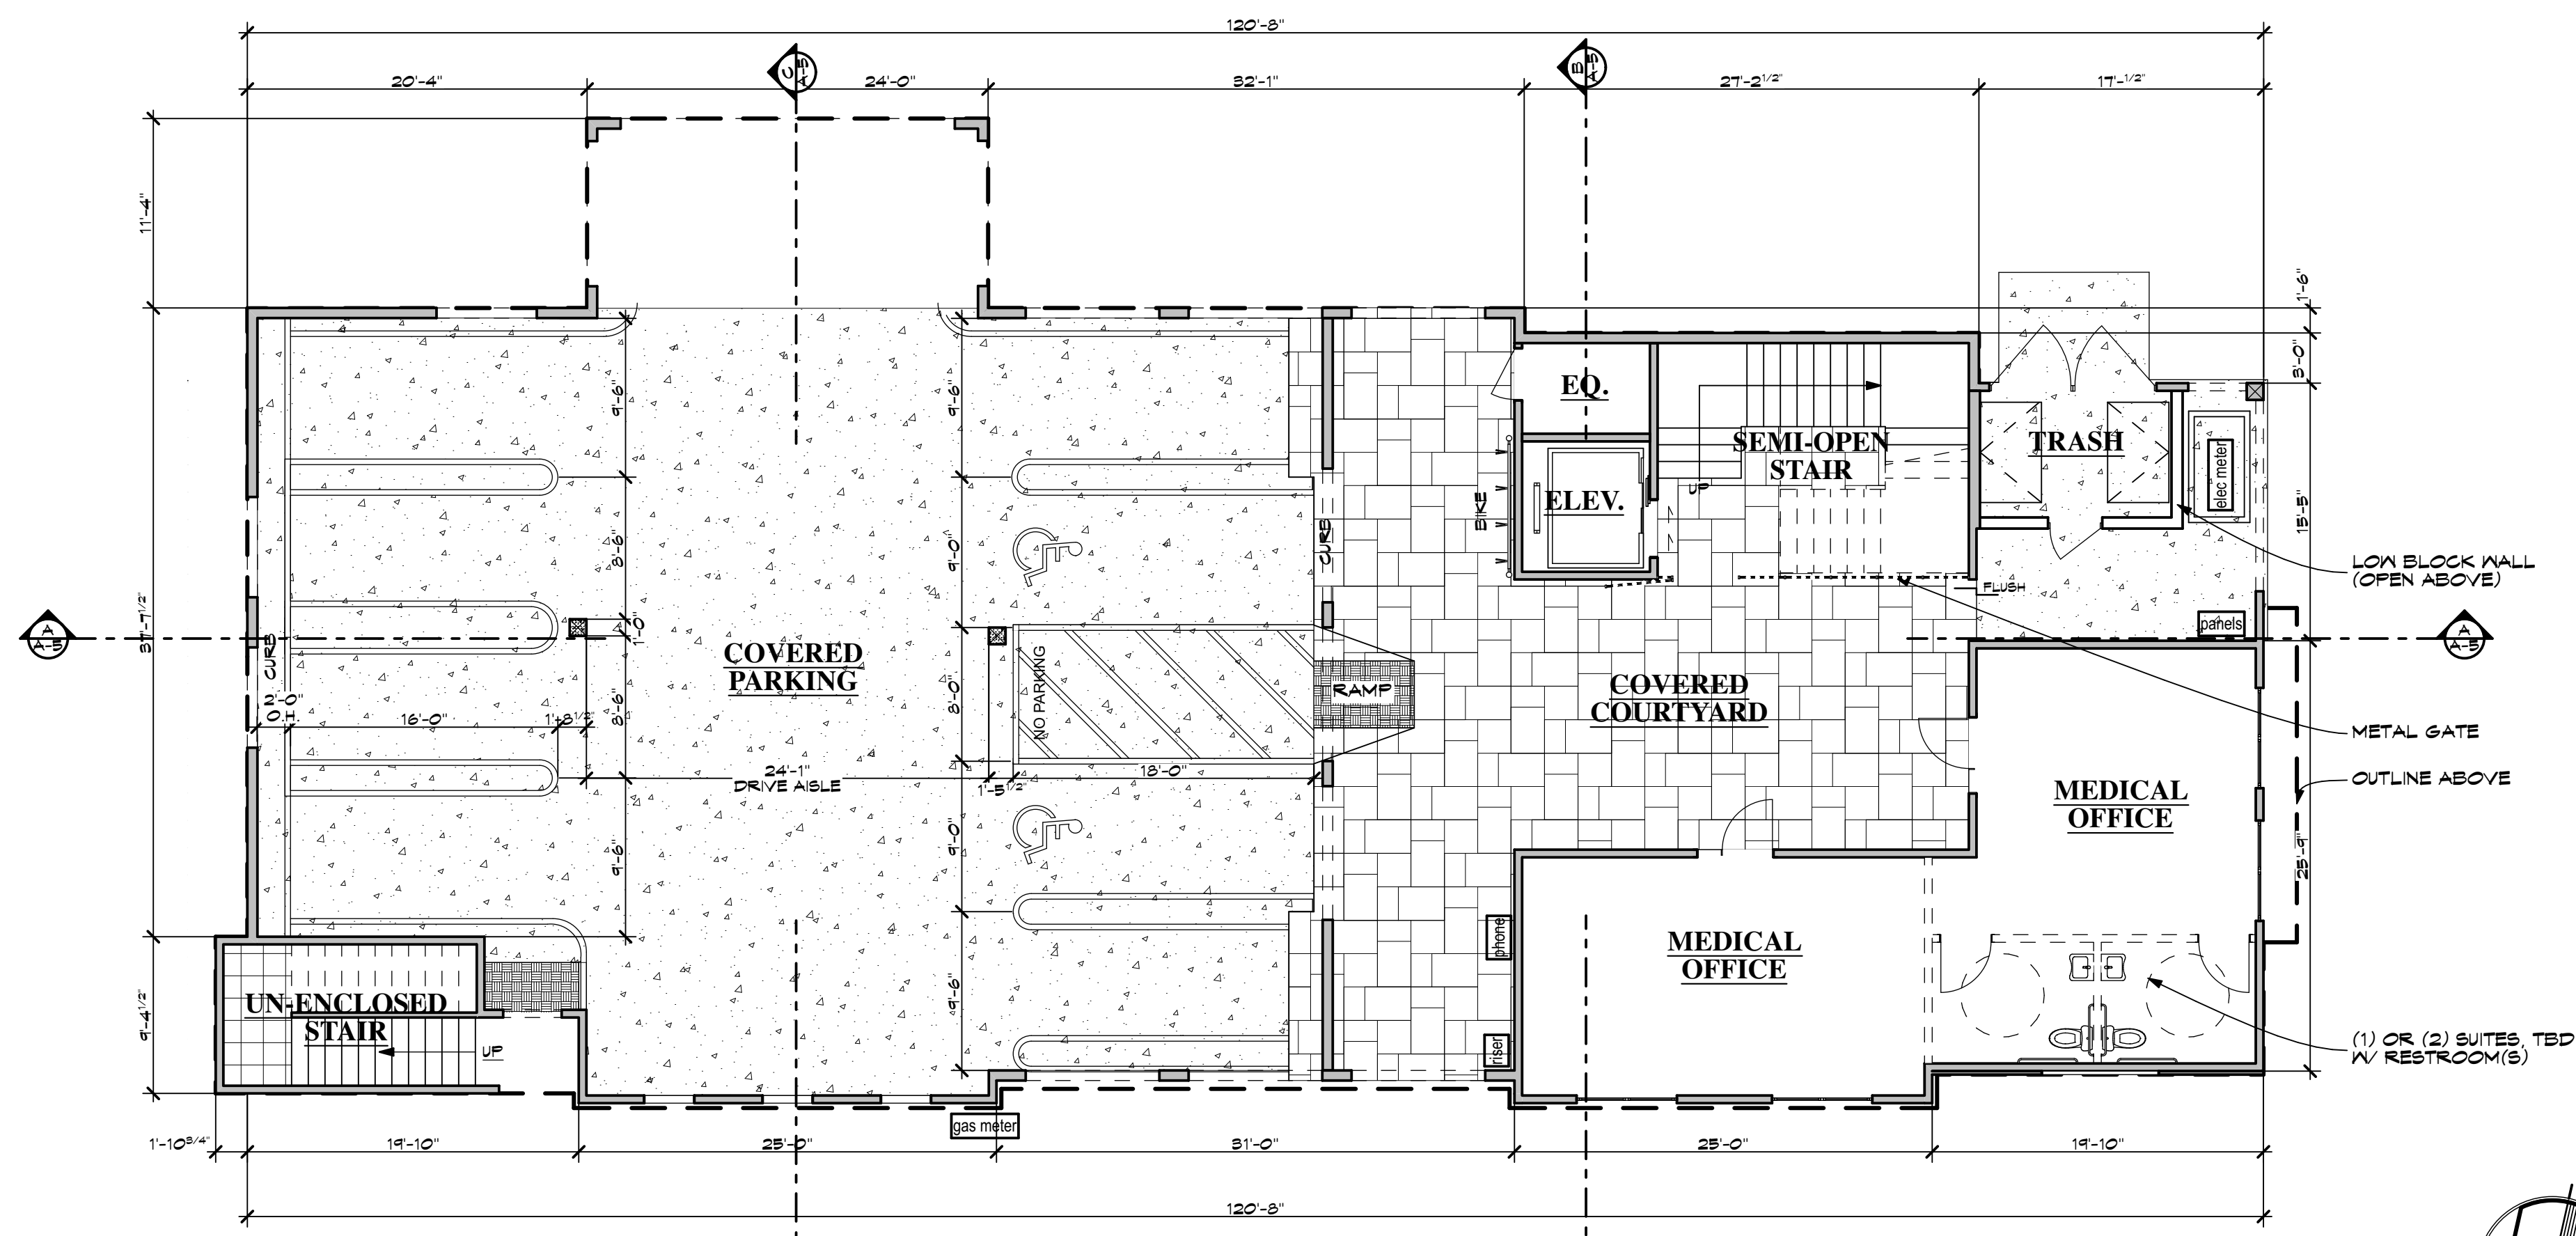 120'-8"
20'-4"
C
A-5
24'-0"
32'-1"
B
A-5
27'-2 1/2"
17'-1/2"
11'-4"
1'-6"
3'-0"
EQ.
9'-6"
9'-6"
SEMI-OPEN
STAIR
TRASH
elec meter
ELEV.
UP
BIKE
CURB
8'-6"
9'-0"
15'-5"
LOW BLOCK WALL
(OPEN ABOVE)
FLUSH
37'-7 1/2"
A
A-5
CURB
1'-0"
panels
A
A-5
COVERED
PARKING
NO PARKING
RAMP
COVERED
COURTYARD
2'-0"
O.H.
16'-0"
1'-8 1/2"
8'-6"
8'-0"
METAL GATE
24'-1"
DRIVE AISLE
1'-5 1/2"
18'-0"
OUTLINE ABOVE
MEDICAL
OFFICE
9'-6"
9'-0"
25'-9"
phone
MEDICAL
OFFICE
9'-4 1/2"
UN-ENCLOSED
STAIR
UP
9'-6"
riser
(1) OR (2) SUITES, TBD
W/ RESTROOM(S)
gas meter
1'-10 3/4"
19'-10"
25'-0"
31'-0"
25'-0"
19'-10"
120'-8"